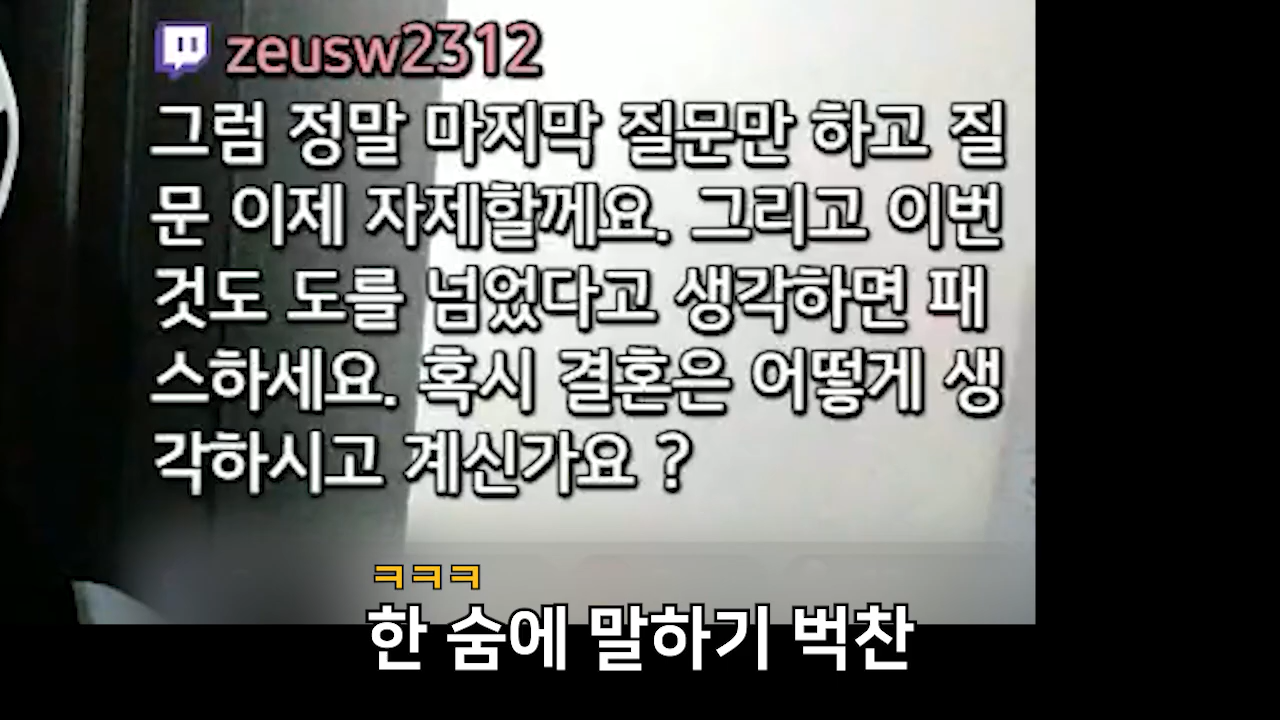 zeusw2312
그럼 정말 마지막 질문만 하고 질
문 이제 자제할께요. 그리고 이번
것도 도를 넘었다고 생각하면 패
스하세요. 혹시 결혼은 어떻게 생
각하시고 계신가요 ?
ㅋㅋㅋ
한 숨에 말하기 벅찬